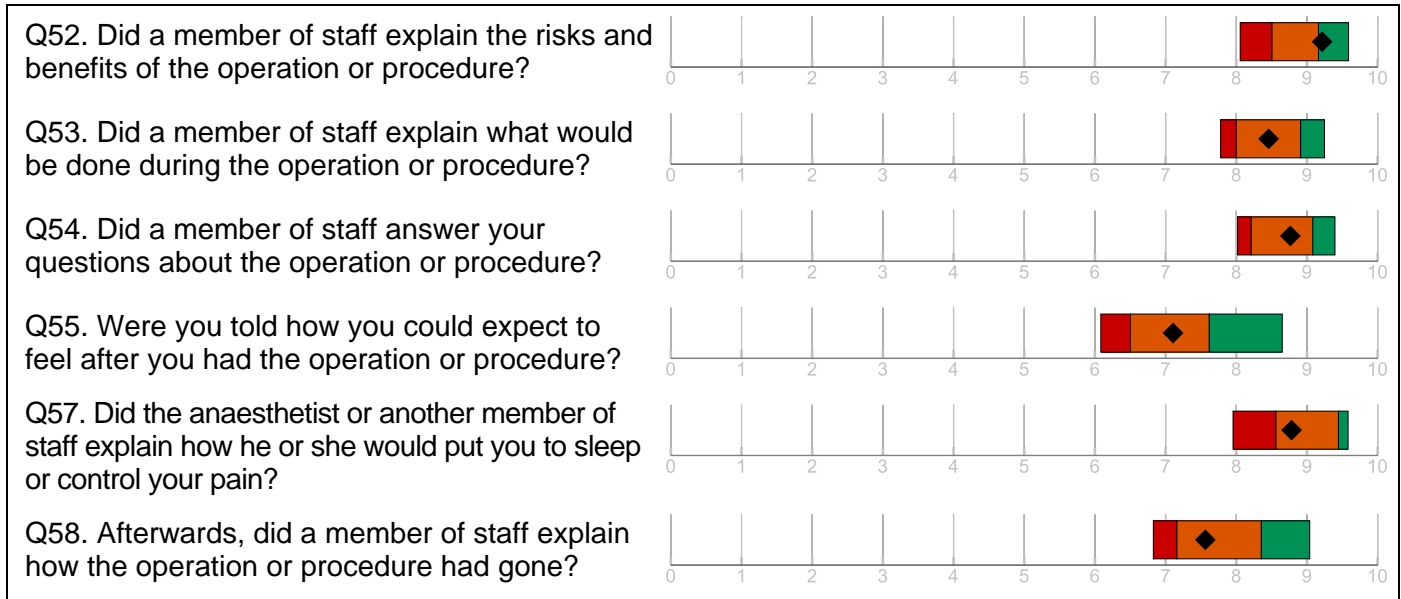 Q52. Did a member of staff explain the risks and
benefits of the operation or procedure?
0 1 2 3 4 5 6 7 8 9 10
Q53. Did a member of staff explain what would
be done during the operation or procedure?
0 1 2 3 4 5 6 7 8 9 10
Q54. Did a member of staff answer your
questions about the operation or procedure?
0 1 2 3 4 5 6 7 8 9 10
Q55. Were you told how you could expect to
feel after you had the operation or procedure?
0 1 2 3 4 5 6 7 8 9 10
Q57. Did the anaesthetist or another member of
staff explain how he or she would put you to sleep
or control your pain?
0 1 2 3 4 5 6 7 8 9 10
Q58. Afterwards, did a member of staff explain
how the operation or procedure had gone?
0 1 2 3 4 5 6 7 8 9 10